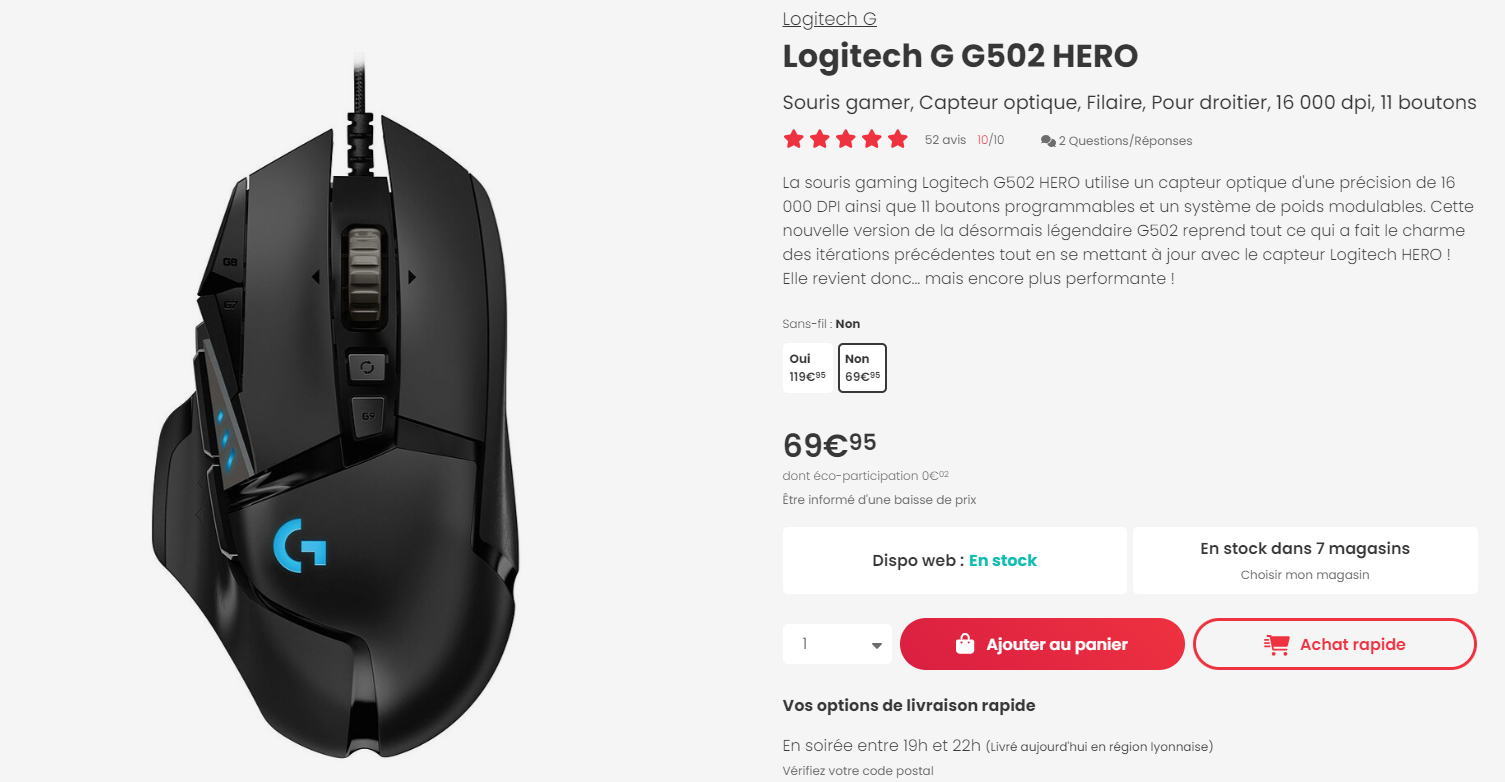 Logitech G
Logitech G G502 HERO
Souris gamer, Capteur optique, Filaire, Pour droitier, 16 000 dpi, 11 boutons
52 avis 10/10 2 Questions/Réponses
La souris gaming Logitech G502 HERO utilise un capteur optique d'une précision de 16
000 DPI ainsi que 11 boutons programmables et un système de poids modulables. Cette
nouvelle version de la désormais légendaire G502 reprend tout ce qui a fait le charme
des itérations précédentes tout en se mettant à jour avec le capteur Logitech HERO !
Elle revient donc... mais encore plus performante !
Sans-fil : Non
Oui
119€95
Non
69€95
69€95
dont éco-participation 0€02
Être informé d'une baisse de prix
Dispo web : En stock
En stock dans 7 magasins
Choisir mon magasin
1
Ajouter au panier
Achat rapide
Vos options de livraison rapide
En soirée entre 19h et 22h (Livré aujourd'hui en région lyonnaise)
Vérifiez votre code postal
G8
G7
G9
G